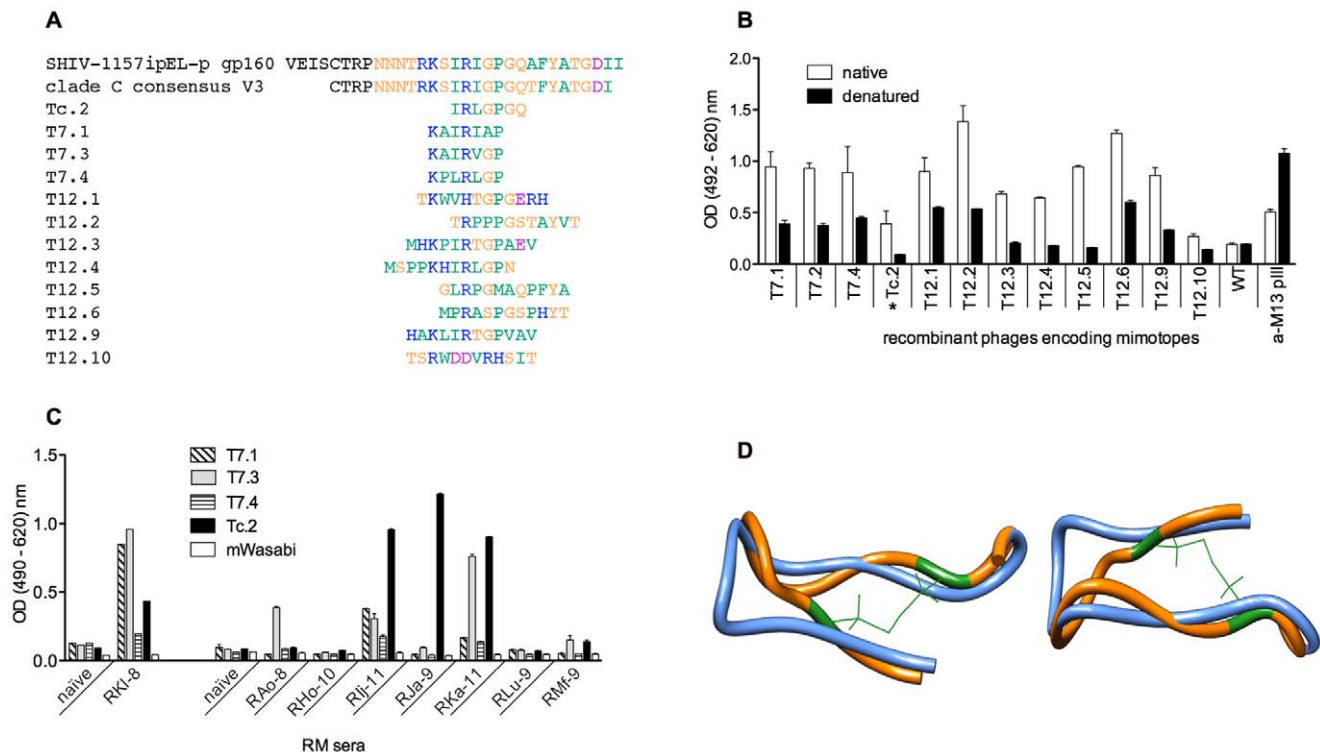 A
SHIV-1157ipEL-p gp160 VEISCTRPNNNTRKSIRIGPGQAFYATGDII
clade C consensus V3 CTRPNNNTRKSIRIGPGQTFYATGDI
Tc.2 IRLGPGQ
T7.1 KAIRIAP
T7.3 KAIRVGP
T7.4 KPLRLGP
T12.1 TKWVHTGPGERH
T12.2 TRPPPGSTAYVT
T12.3 MHKPIRTGPAEV
T12.4 MSPPKHIRLGPN
T12.5 GLRPGMAQPFYA
T12.6 MPRASPGSPHYT
T12.9 HAKLIRTGPVAV
T12.10 TSRWDDVRHSIT
B
OD (492 - 620) nm
2.0
1.5
1.0
0.5
0.0
native
denatured
T7.1
T7.2
T7.4
* Tc.2
T12.1
T12.2
T12.3
T12.4
T12.5
T12.6
T12.9
T12.10
WT
a-M13 pIII
recombinant phages encoding mimotopes
C
OD (490 - 620) nm
1.5
1.0
0.5
0.0
T7.1
T7.3
T7.4
Tc.2
mWasabi
naïve
RKl-8
naïve
RAo-8
RHo-10
RIj-11
RJa-9
RKa-11
RLu-9
RMf-9
RM sera
D